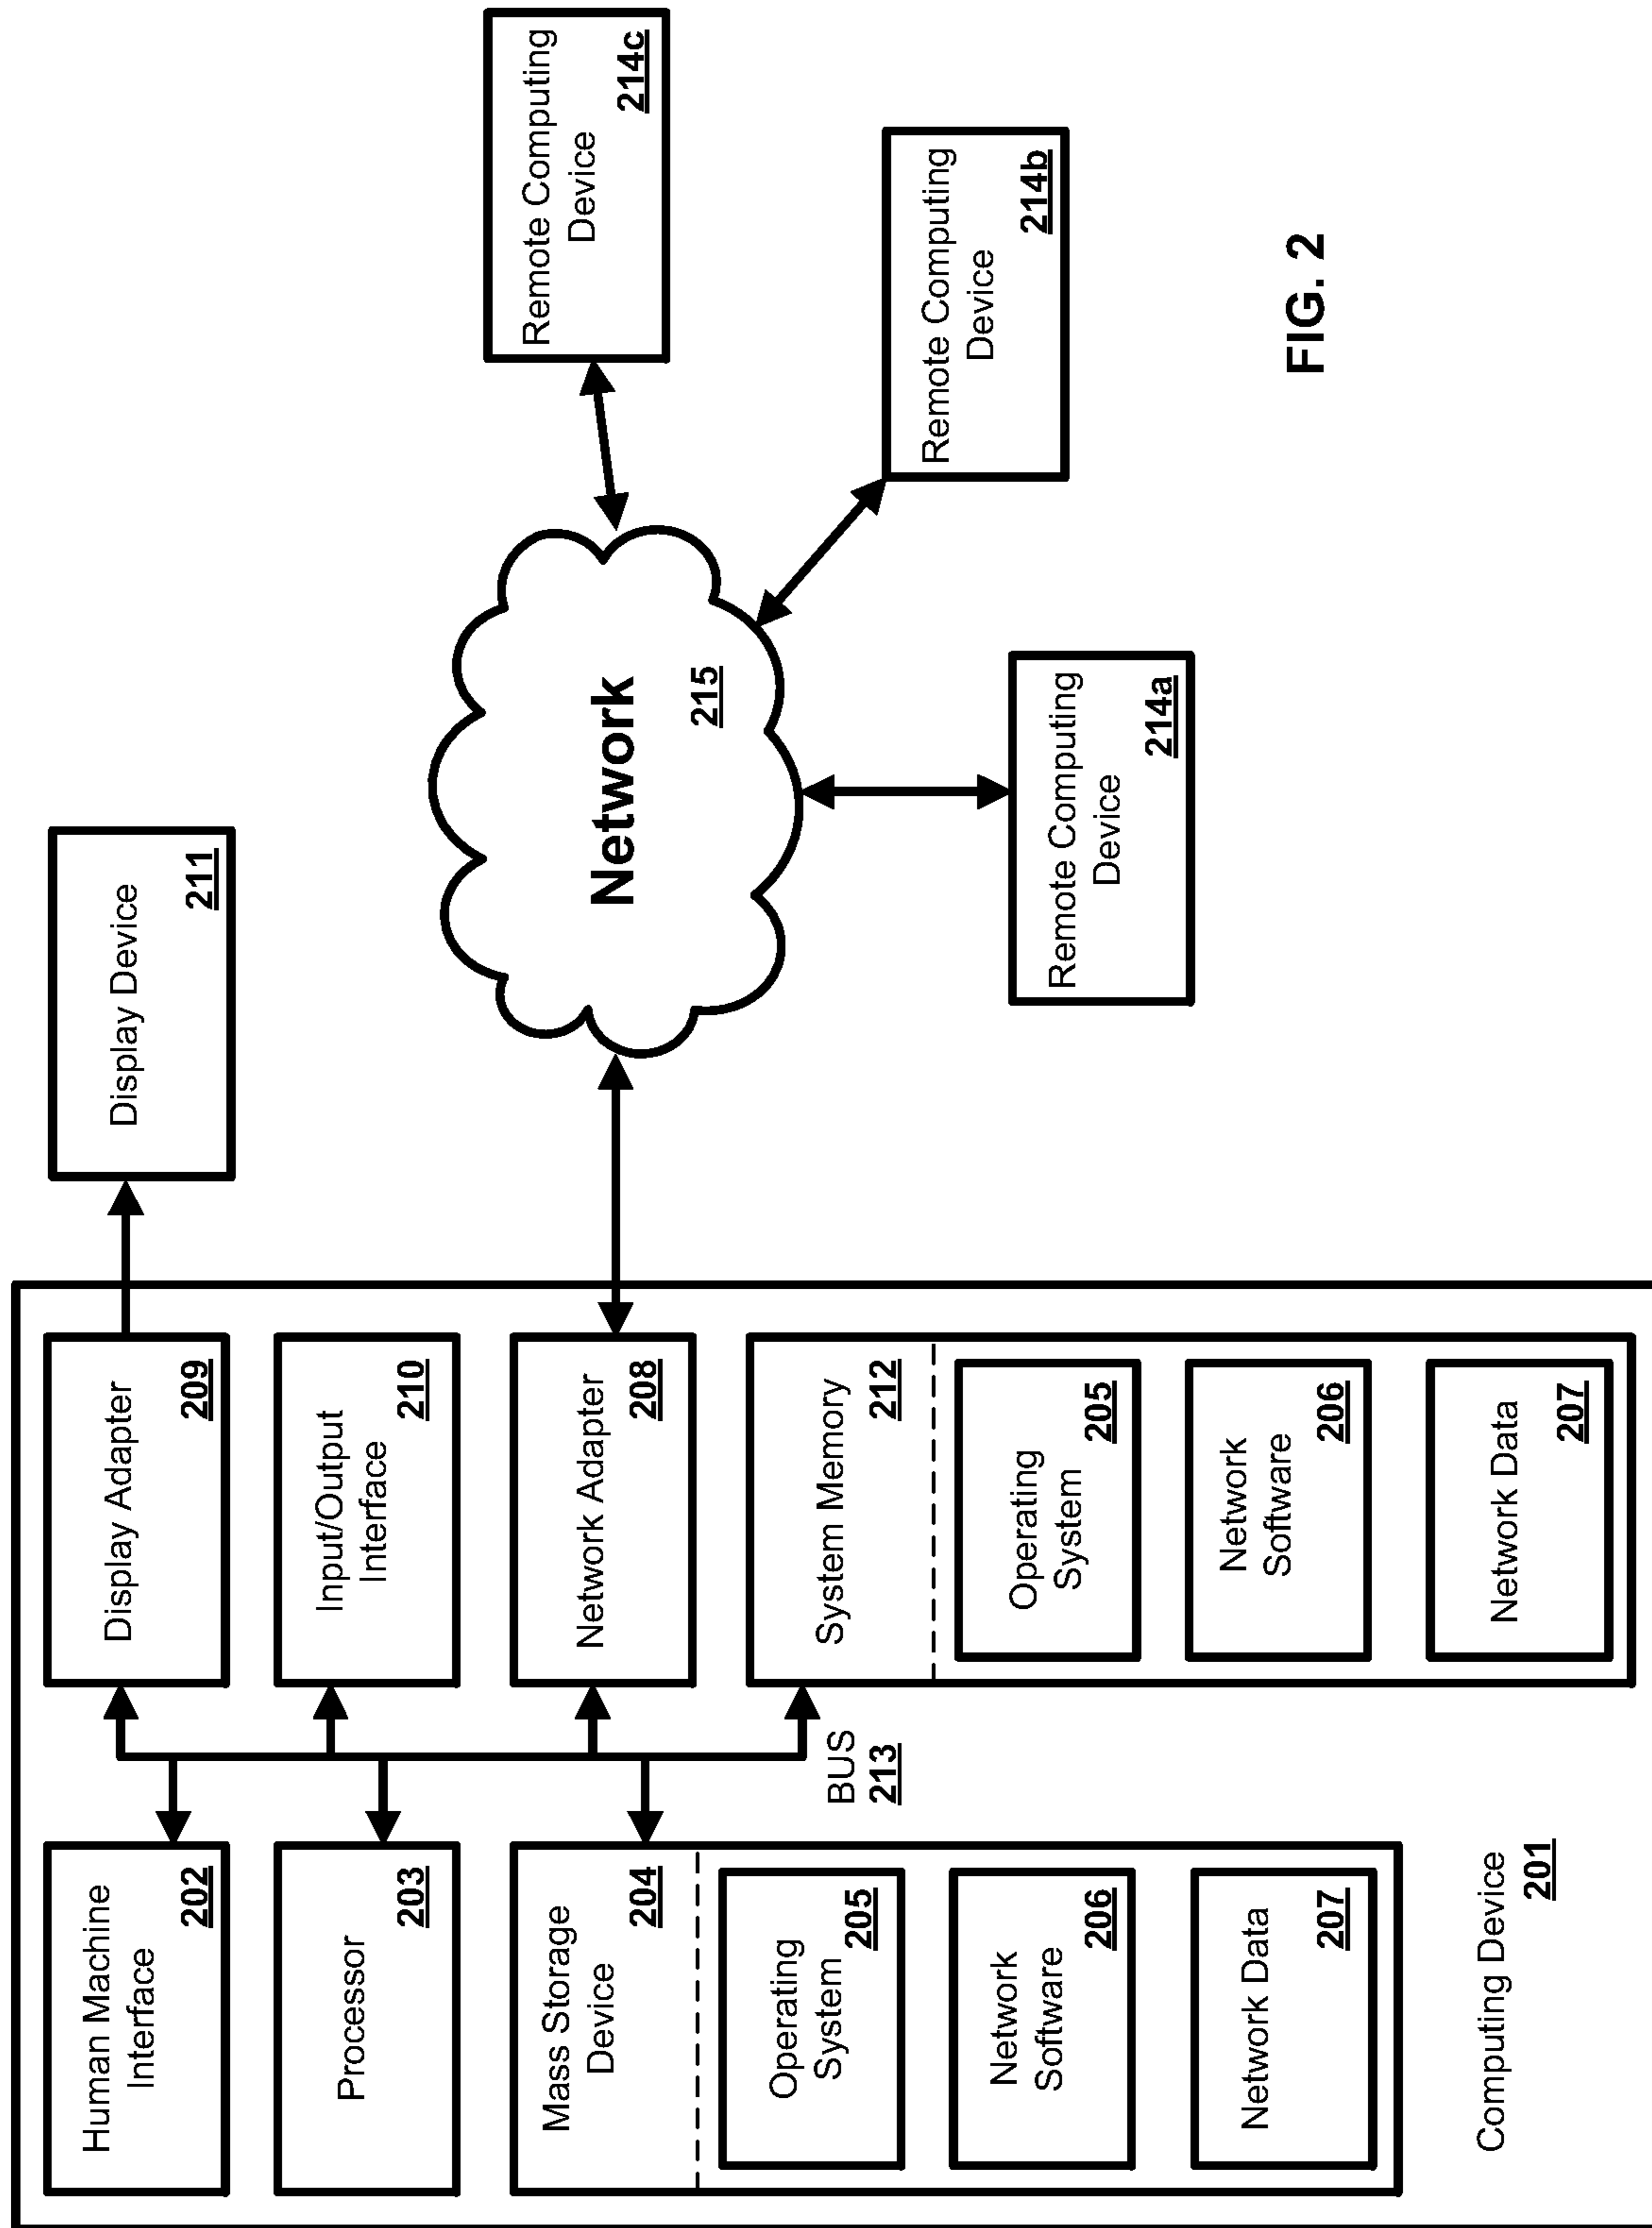 Human Machine
Interface
202
Processor
203
Mass Storage
Device
204
Operating
System
205
Network
Software
206
Network Data
207
Computing Device
201
BUS
213
Display Adapter
209
Input/Output
Interface
210
Network Adapter
208
System Memory
212
Operating
System
205
Network
Software
206
Network Data
207
Display Device
211
Network
215
Remote Computing
Device
214a
Remote Computing
Device
214b
Remote Computing
Device
214c
FIG. 2